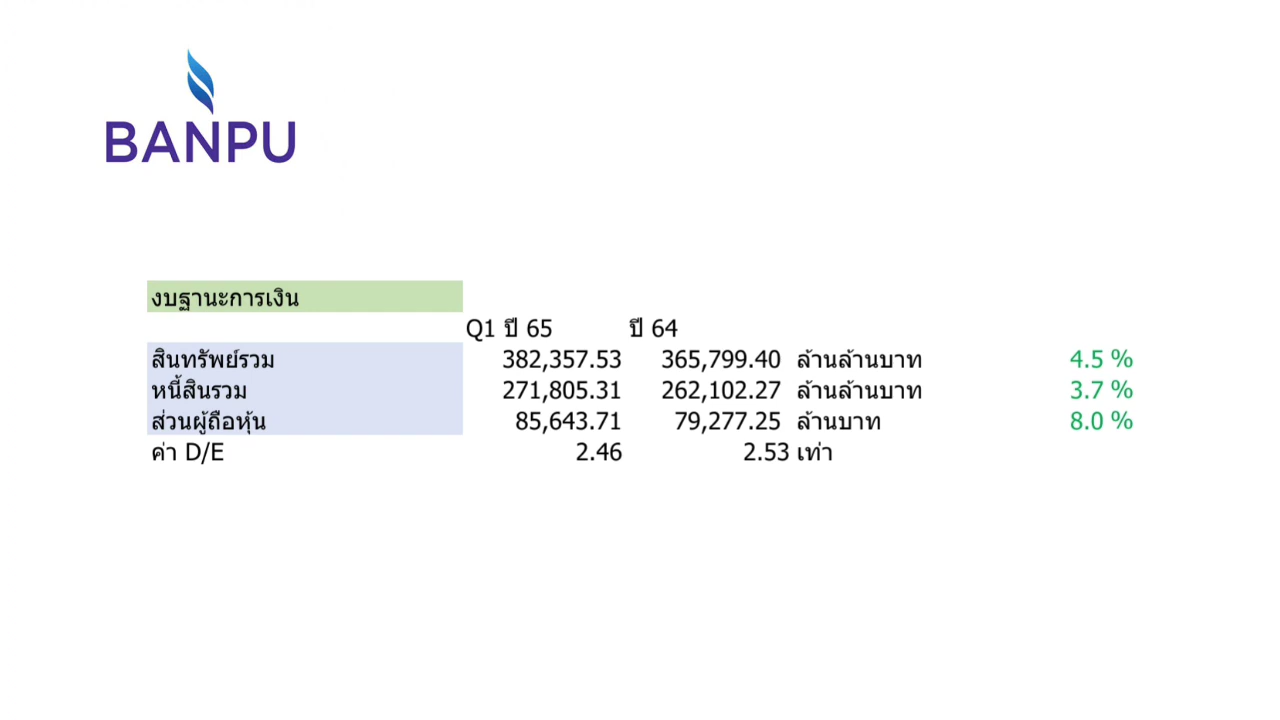 BANPU
งบฐานะการเงิน
Q1 ปี 65 ปี 64
สินทรัพย์รวม 382,357.53 365,799.40 ล้านล้านบาท 4.5 %
หนี้สินรวม 271,805.31 262,102.27 ล้านล้านบาท 3.7 %
ส่วนผู้ถือหุ้น 85,643.71 79,277.25 ล้านบาท 8.0 %
ค่า D/E 2.46 2.53 เท่า